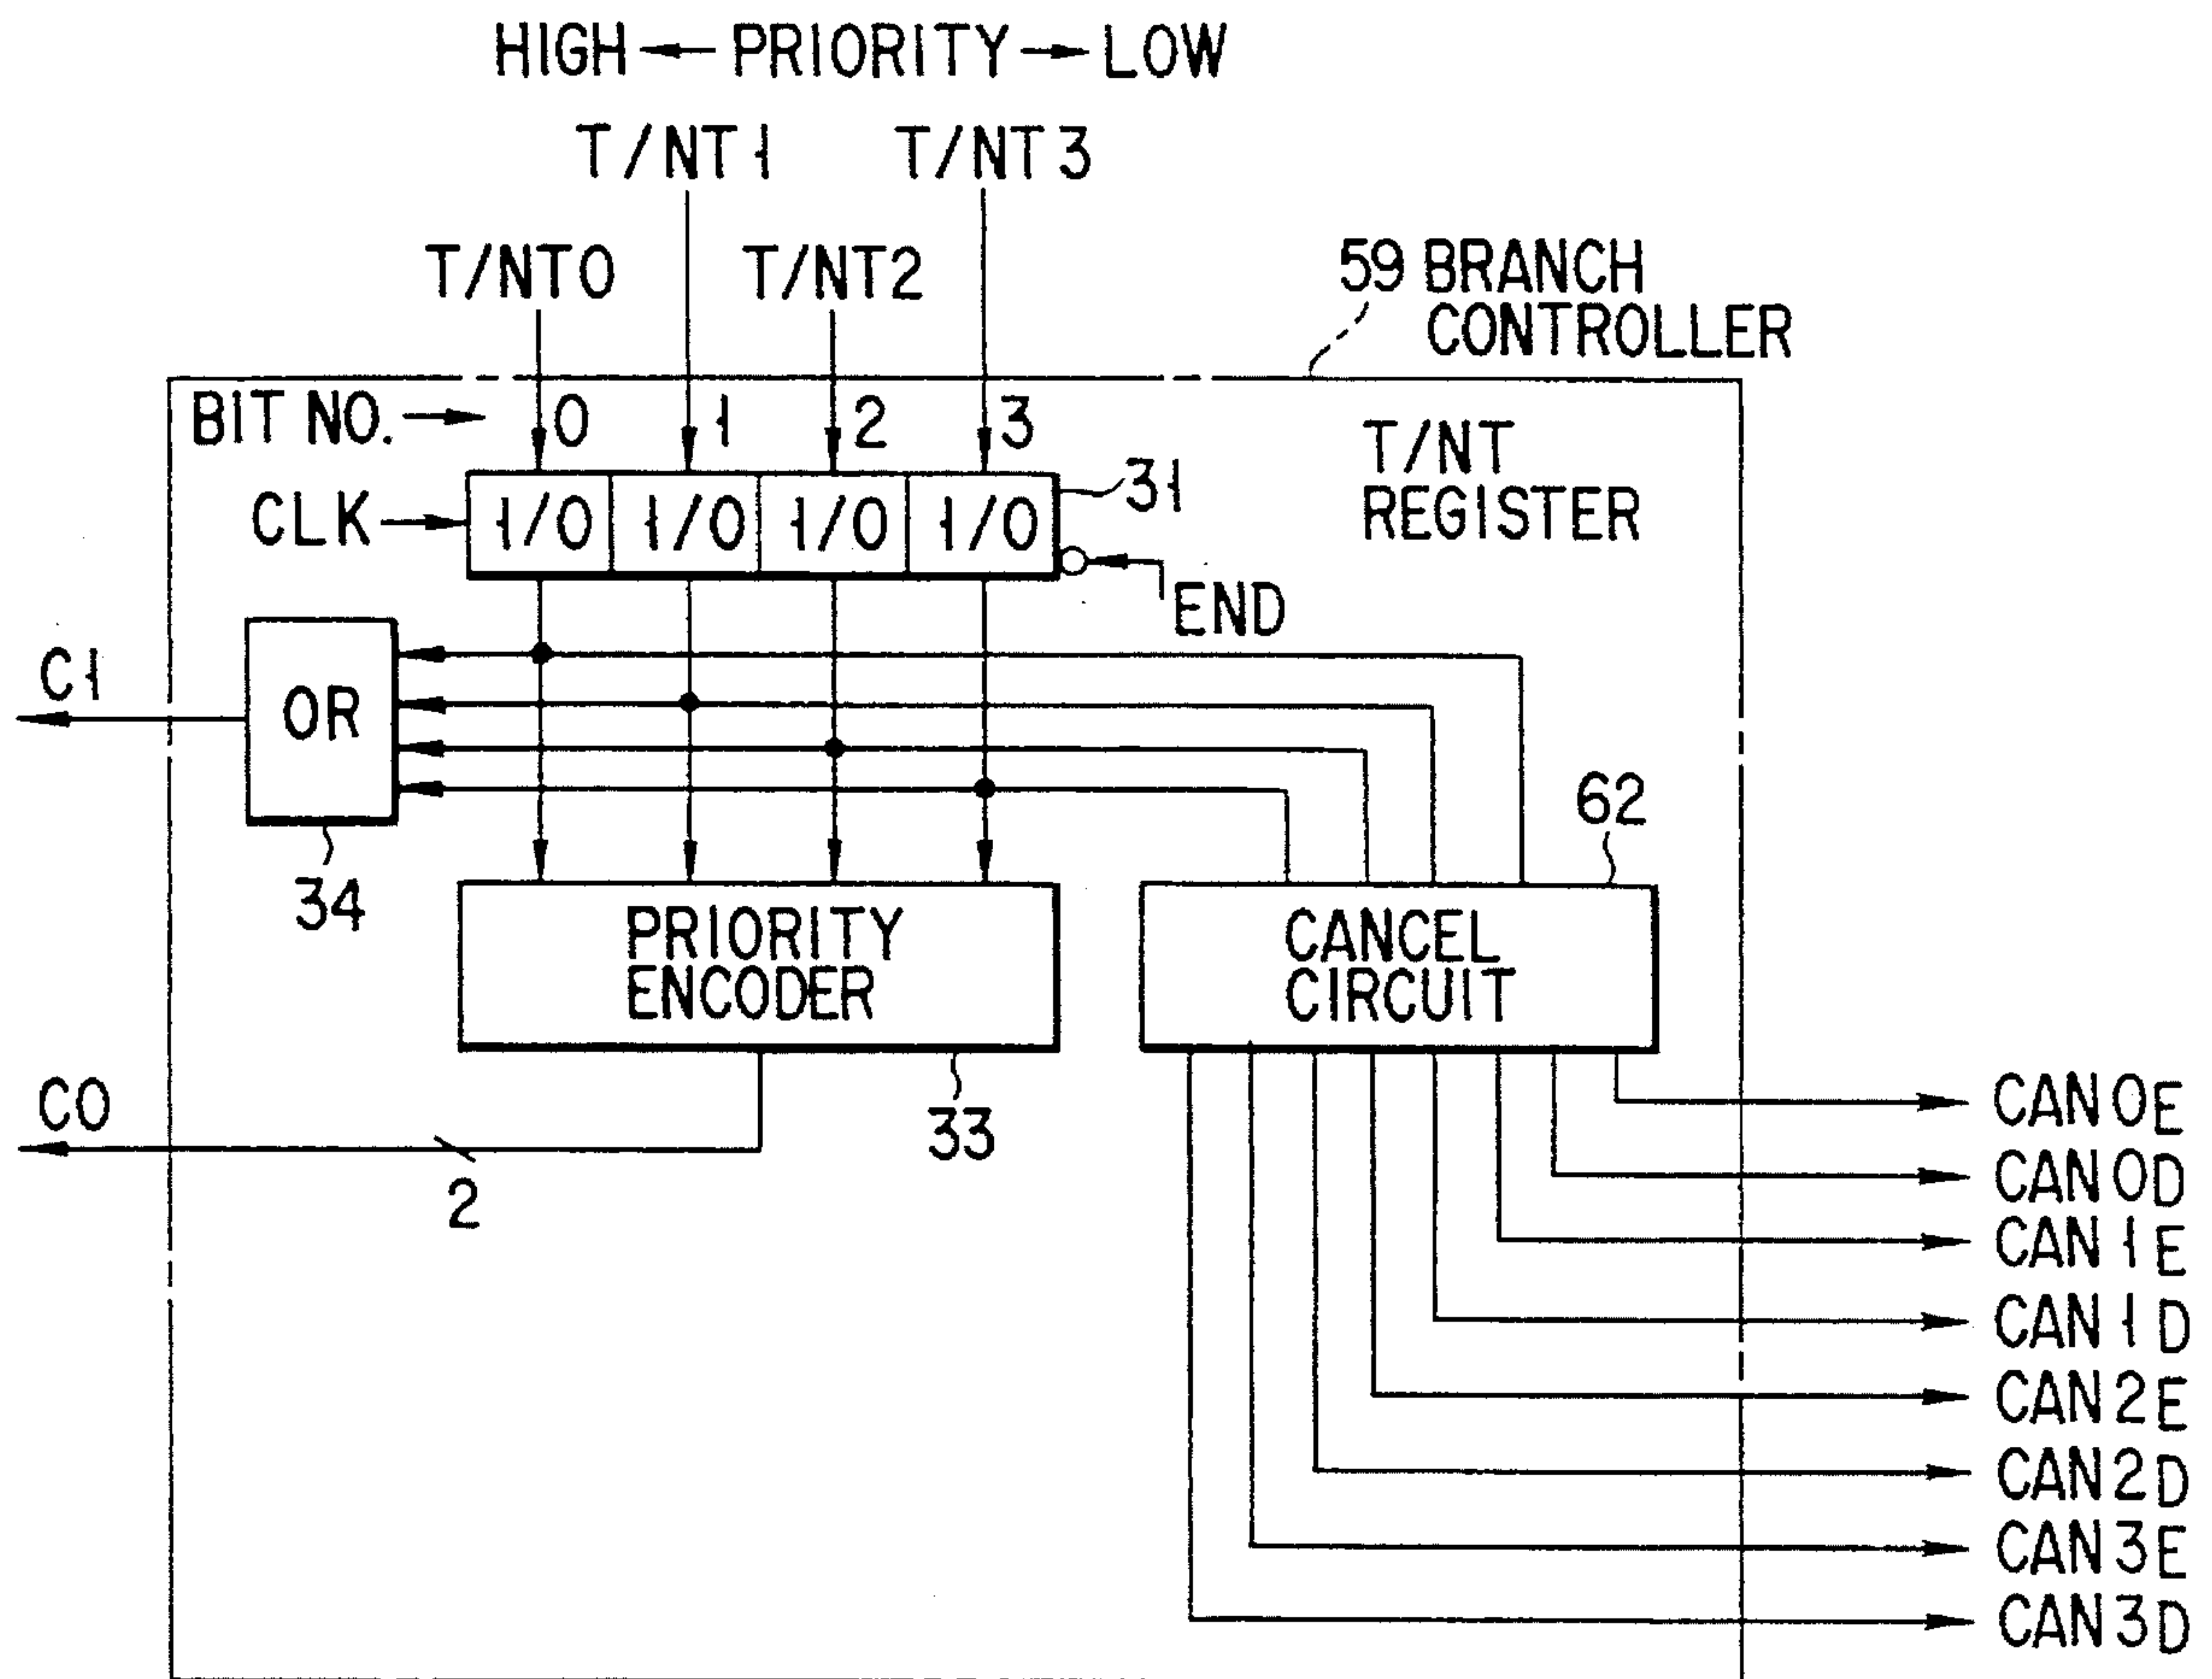 HIGH ← PRIORITY → LOW
T/NT1 T/NT3
T/NT0 T/NT2
59 BRANCH
CONTROLLER
BIT NO. → 0 1 2 3
T/NT
REGISTER
CLK 1/0 1/0 1/0 1/0 31
END
C1
OR
34
62
PRIORITY
ENCODER
CANCEL
CIRCUIT
C0
33
2
CAN0E
CAN0D
CAN1E
CAN1D
CAN2E
CAN2D
CAN3E
CAN3D